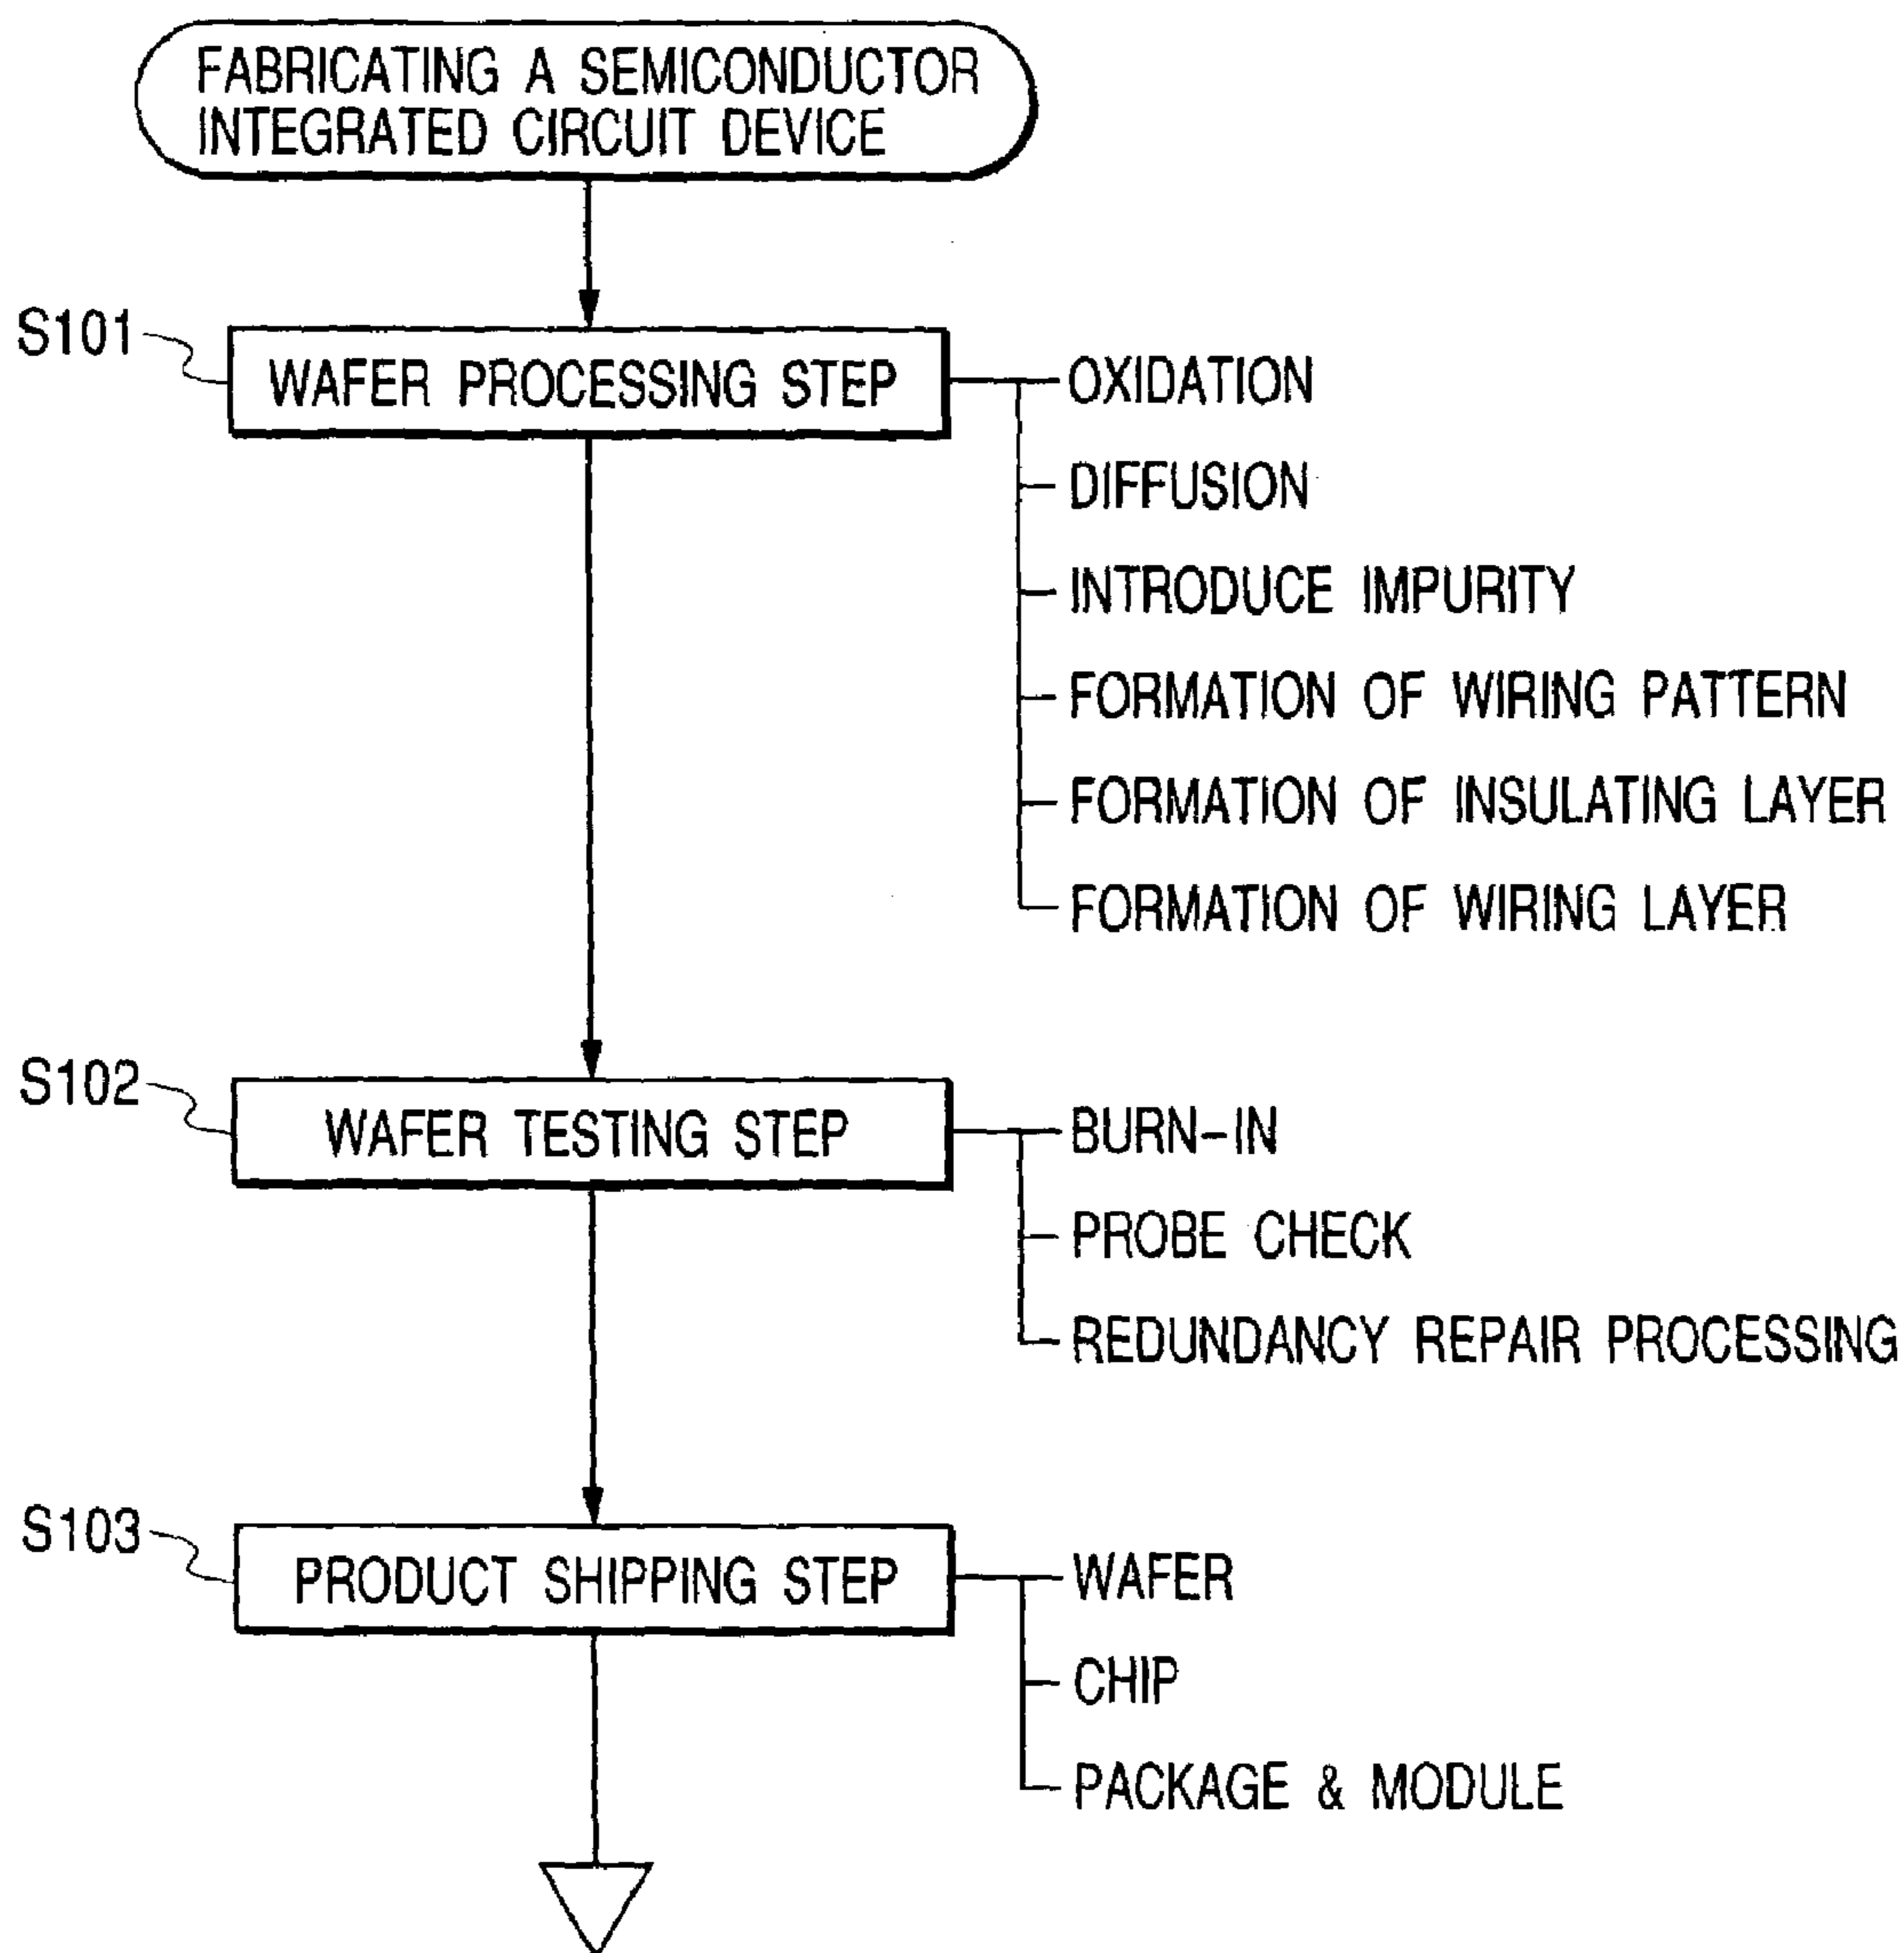 FABRICATING A SEMICONDUCTOR
INTEGRATED CIRCUIT DEVICE
S101
WAFER PROCESSING STEP
OXIDATION
DIFFUSION
INTRODUCE IMPURITY
FORMATION OF WIRING PATTERN
FORMATION OF INSULATING LAYER
FORMATION OF WIRING LAYER
S102
WAFER TESTING STEP
BURN-IN
PROBE CHECK
REDUNDANCY REPAIR PROCESSING
S103
PRODUCT SHIPPING STEP
WAFER
CHIP
PACKAGE & MODULE